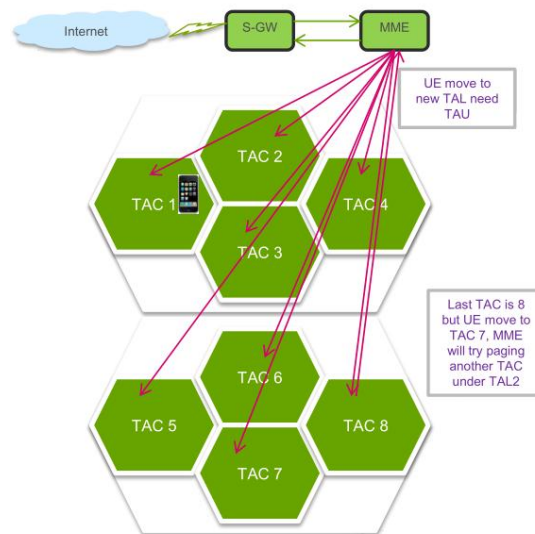 Internet
S-GW
MME
UE move to
new TAL need
TAU
TAC 2
TAC 1
TAC 4
TAC 3
Last TAC is 8
but UE move to
TAC 7, MME
will try paging
another TAC
under TAL2
TAC 6
TAC 5
TAC 8
TAC 7